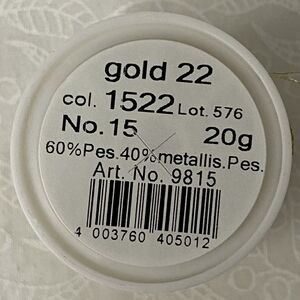 gold 22
col. 1522 Lot. 576
No.15 20g
60%Pes.40%metallis.Pes.
Art. No. 9815
4 003760 405012